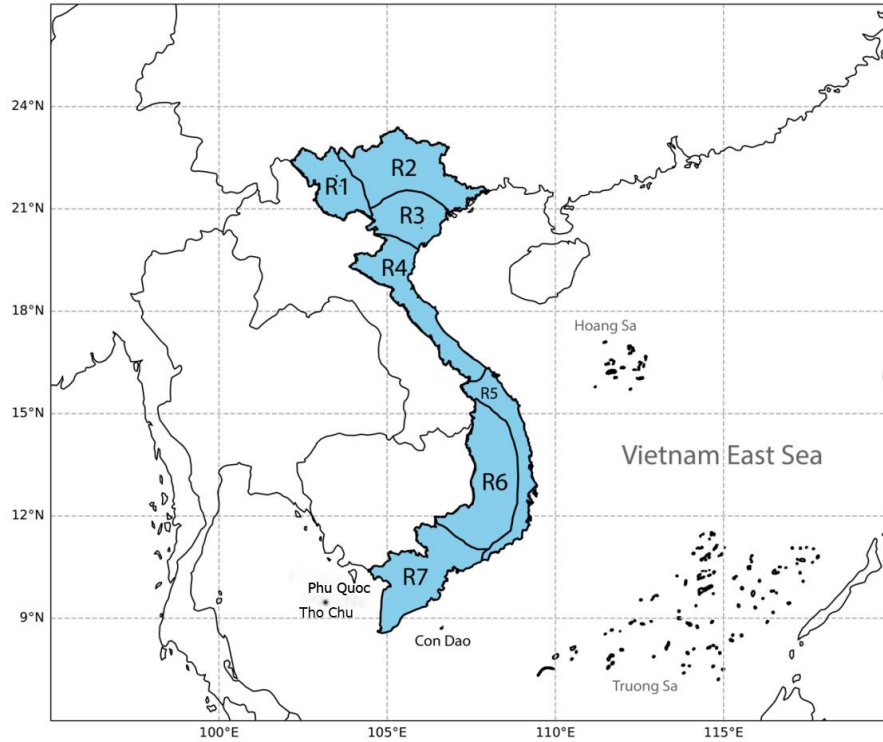 24°N
R2
R1
21°N
R3
R4
18°N
Hoang Sa
R5
15°N
Vietnam East Sea
R6
12°N
R7
Phu Quoc
9°N
Tho Chu
Con Dao
Truong Sa
100°E 105°E 110°E 115°E